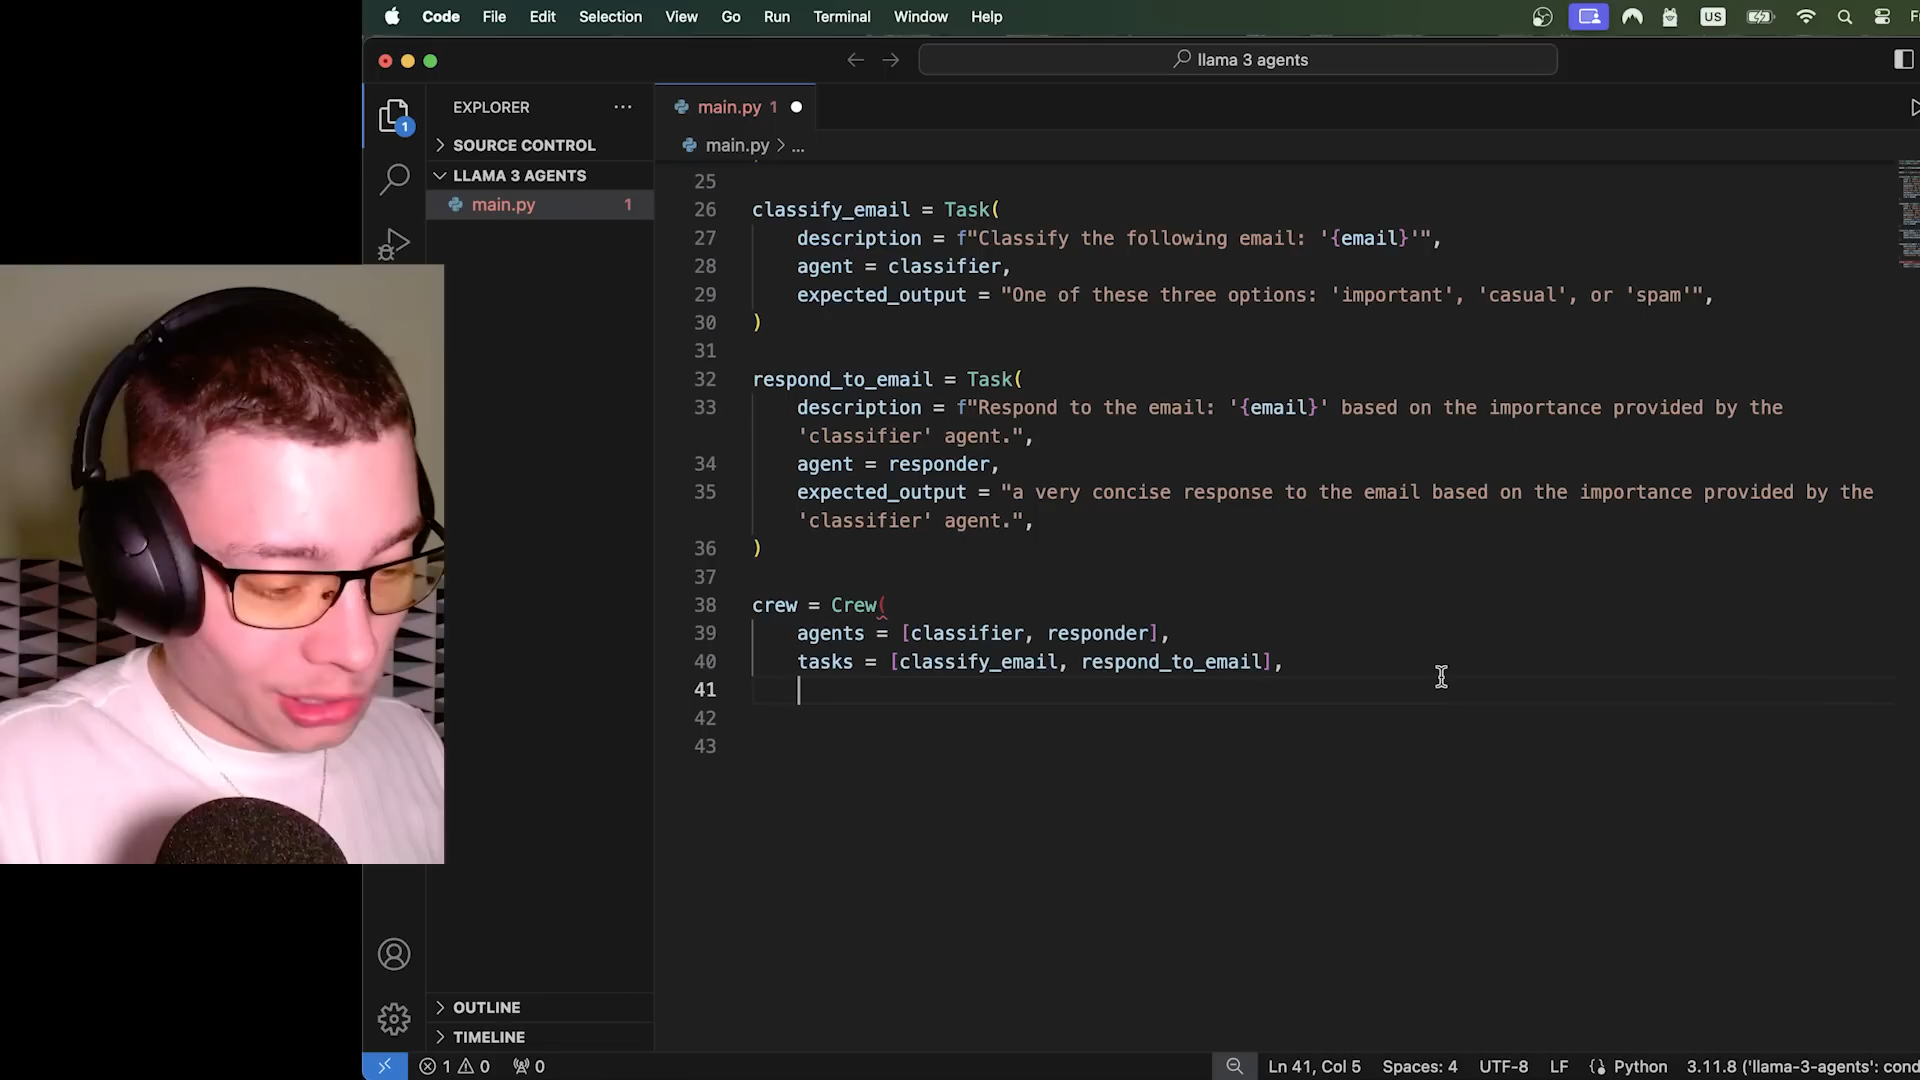 Code File Edit Selection View Go Run Terminal Window Help US
llama 3 agents
EXPLORER
main.py 1
SOURCE CONTROL
main.py > ...
LLAMA 3 AGENTS
main.py 1
1
25
26 classify_email = Task(
27 description = f"Classify the following email: '{email}'",
28 agent = classifier,
29 expected_output = "One of these three options: 'important', 'casual', or 'spam'",
30 )
31
32 respond_to_email = Task(
33 description = f"Respond to the email: '{email}' based on the importance provided by the
'classifier' agent.",
34 agent = responder,
35 expected_output = "a very concise response to the email based on the importance provided by the
'classifier' agent.",
36 )
37
38 crew = Crew(
39 agents = [classifier, responder],
40 tasks = [classify_email, respond_to_email],
41
42
43
OUTLINE
TIMELINE
1 0 0 Ln 41, Col 5 Spaces: 4 UTF-8 LF Python 3.11.8 ('llama-3-agents': cond